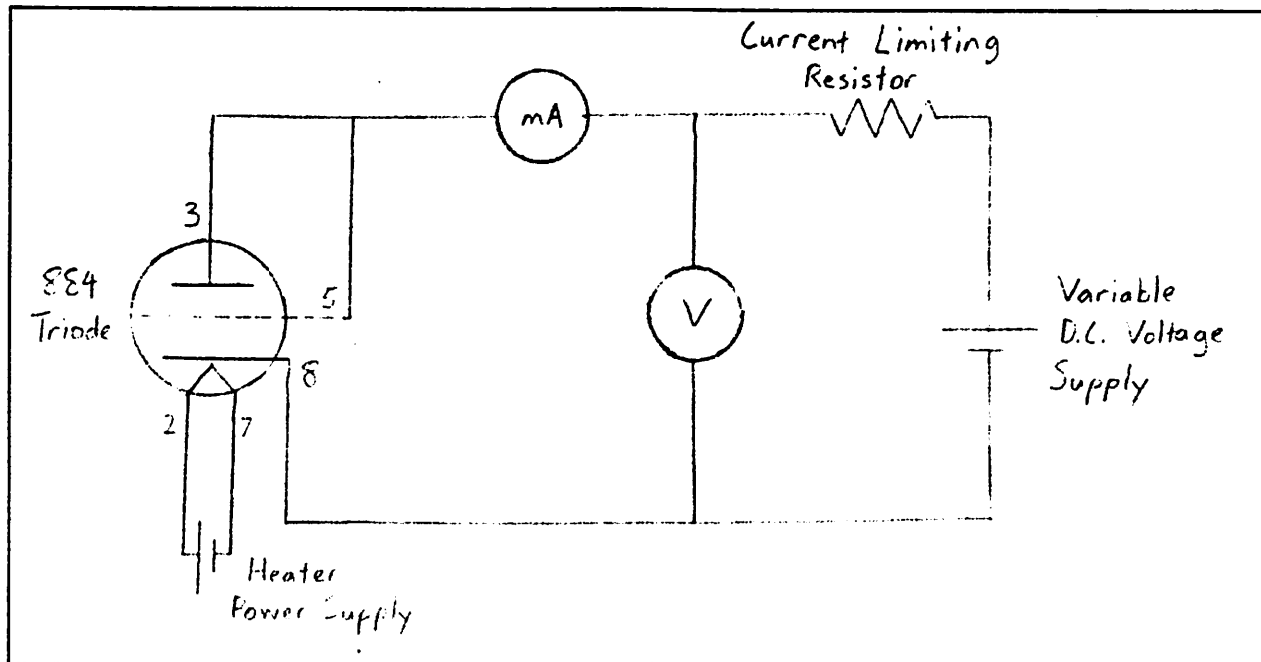 Current Limiting
Resistor
mA
3
884
Triode
5
V
Variable
D.C. Voltage
Supply
8
2
7
Heater
Power Supply